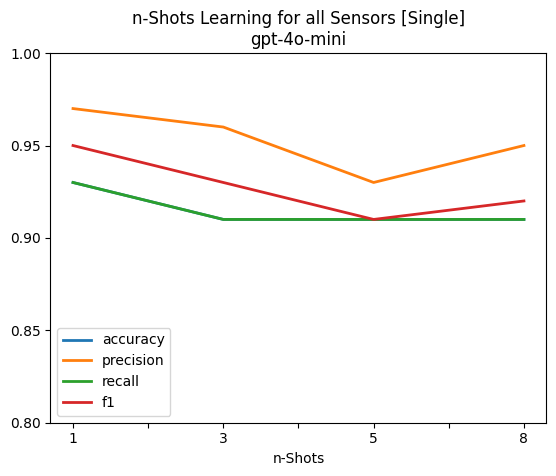 n-Shots Learning for all Sensors [Single]
gpt-4o-mini
1.00
0.95
0.90
0.85
0.80
accuracy
precision
recall
f1
1 3 5 8
n-Shots